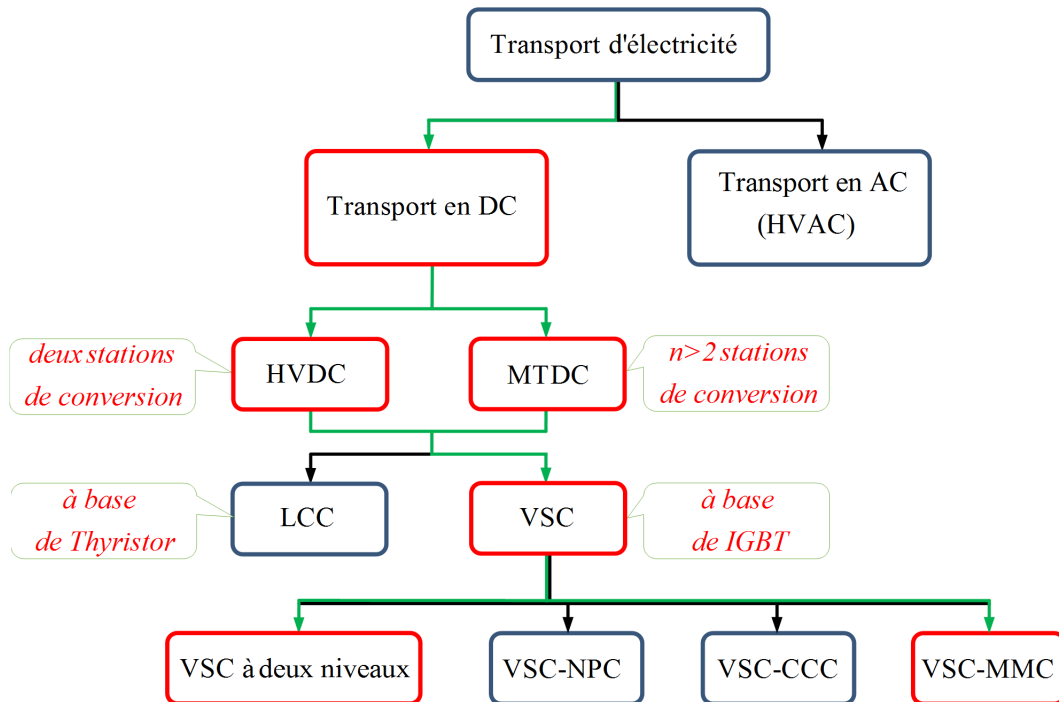 Transport d'électricité
Transport en DC
Transport en AC
(HVAC)
deux stations
de conversion
HVDC
MTDC
n>2 stations
de conversion
à base
de Thyristor
LCC
VSC
à base
de IGBT
VSC à deux niveaux
VSC-NPC
VSC-CCC
VSC-MMC